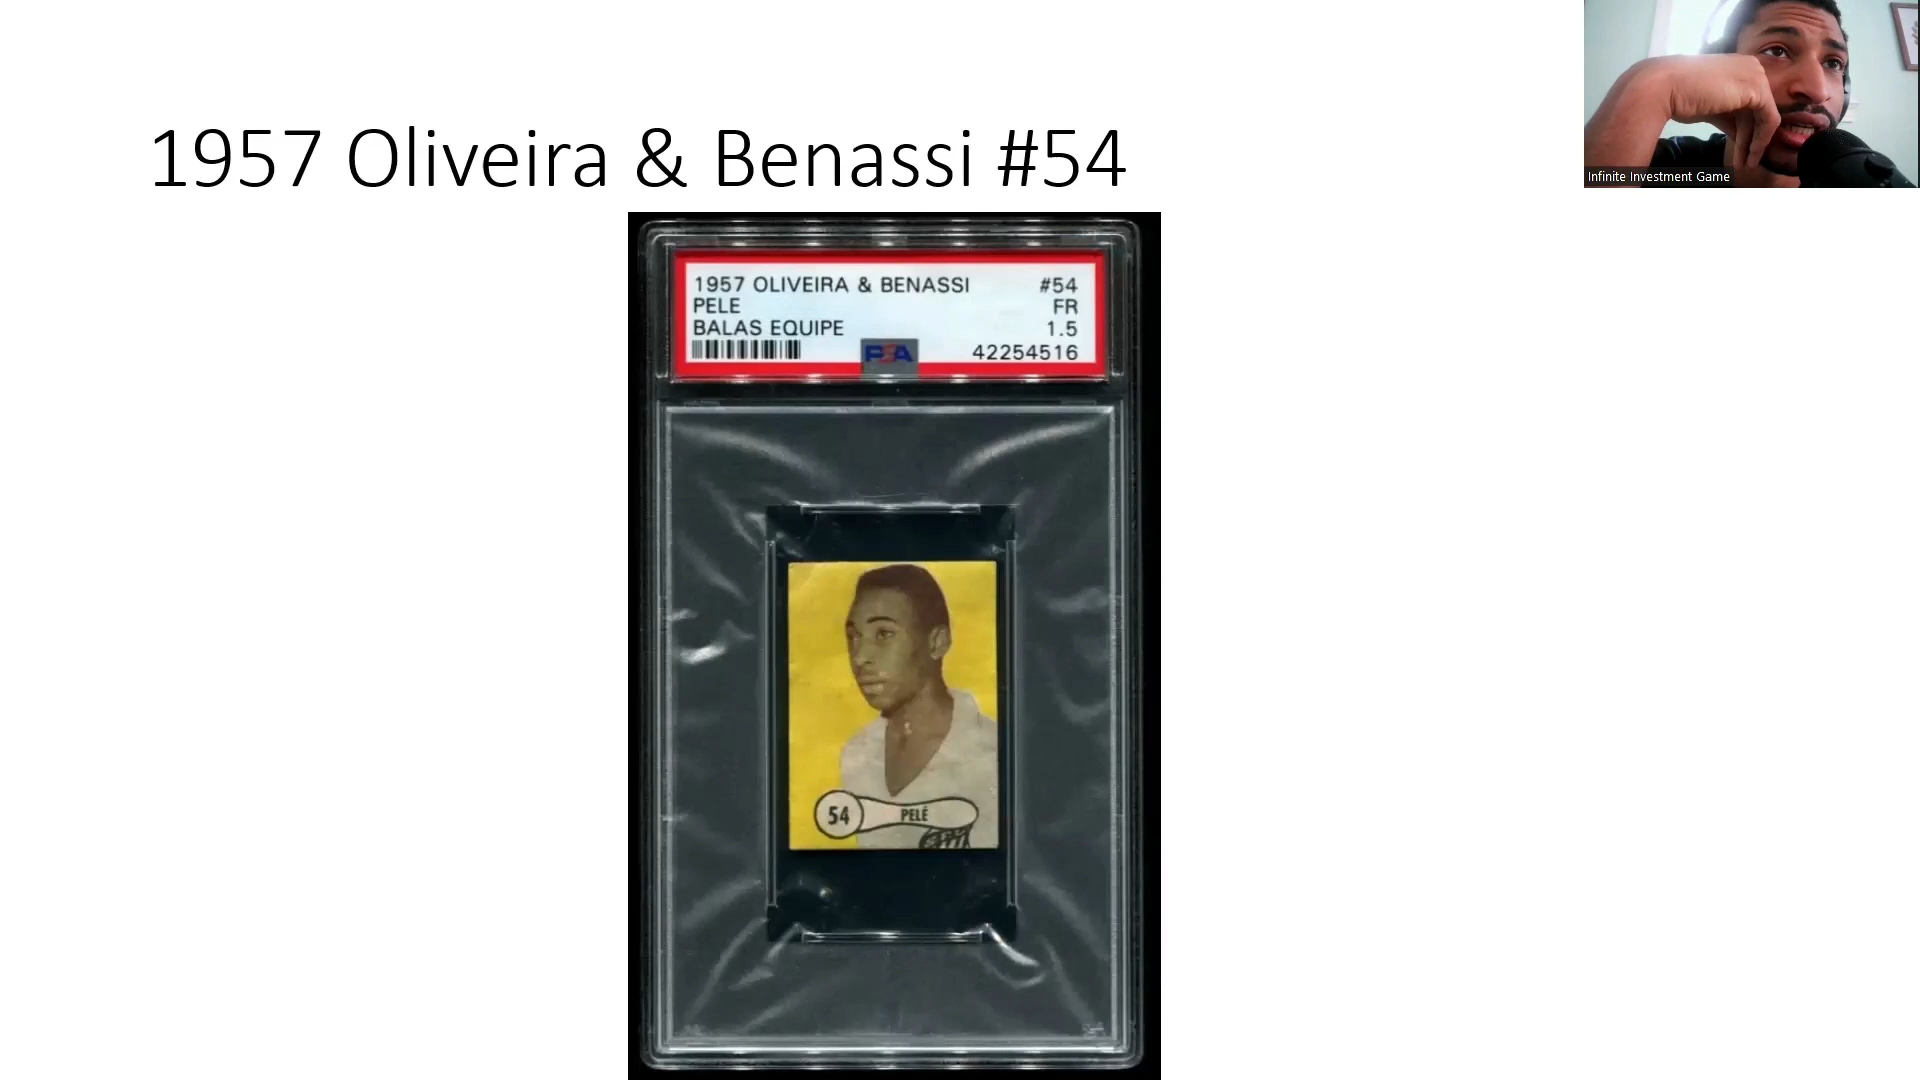 1957 Oliveira & Benassi #54
Infinite Investment Game
1957 OLIVEIRA & BENASSI #54
PELE FR
BALAS EQUIPE 1.5
PSA 42254516
54 PELÉ